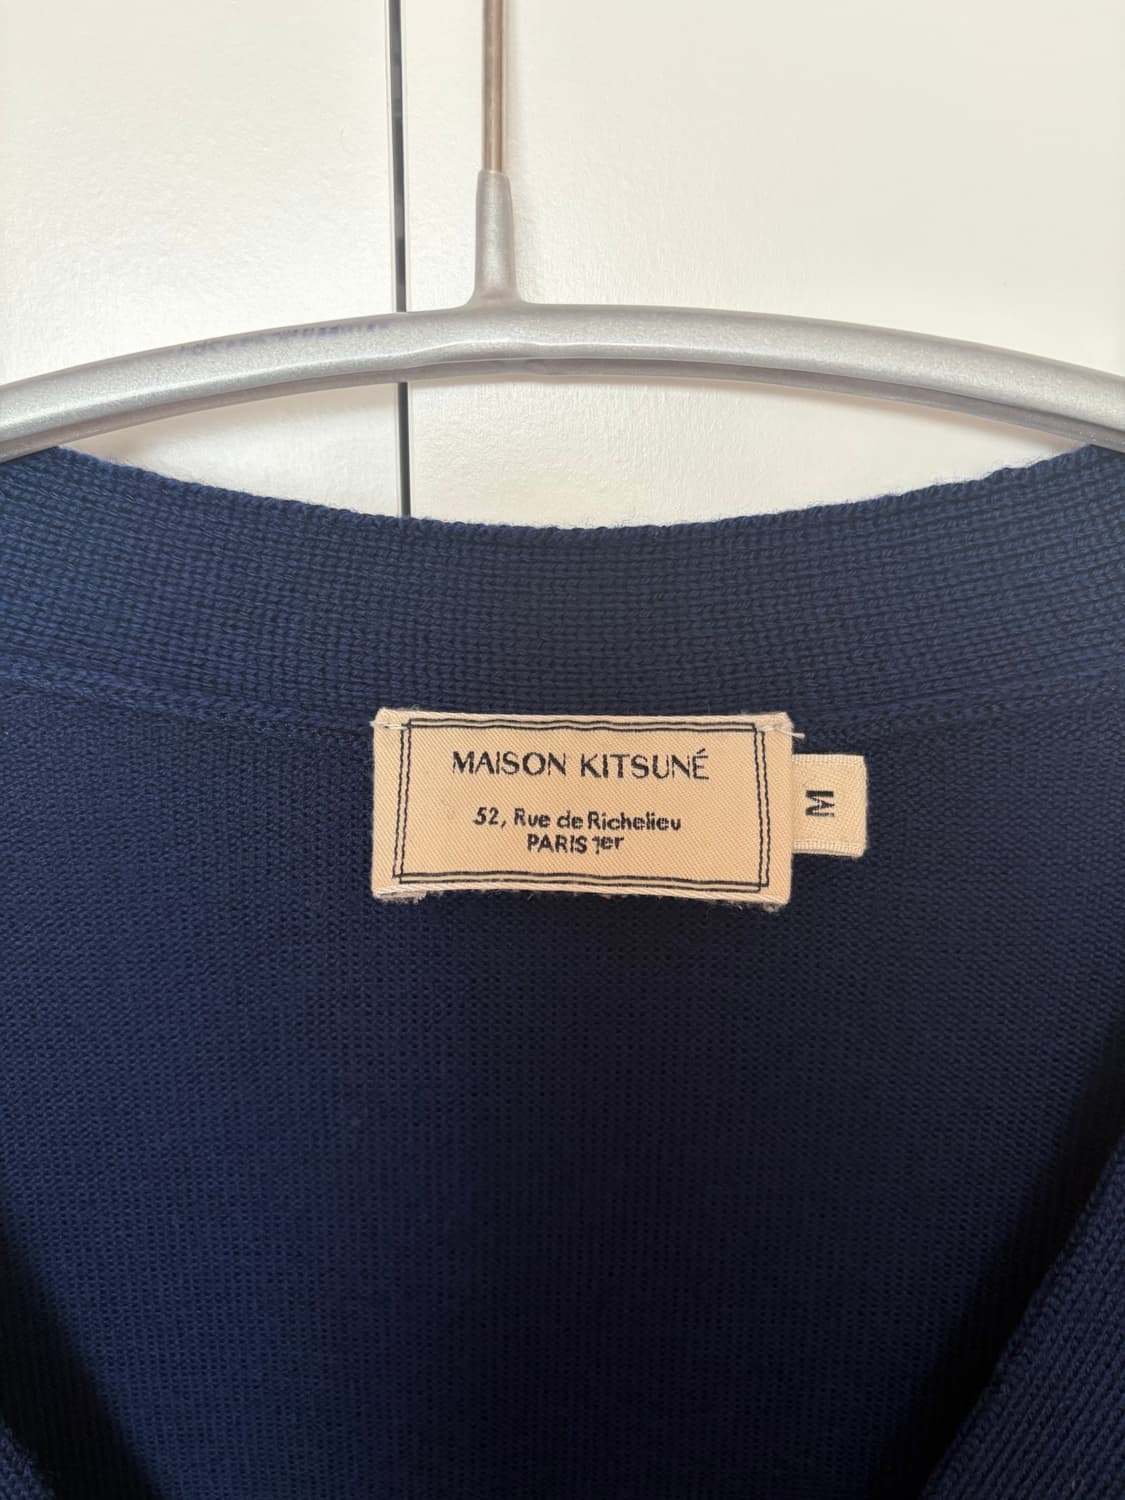 MAISON KITSUNÉ
52, Rue de Richelieu
PARIS 1er
M